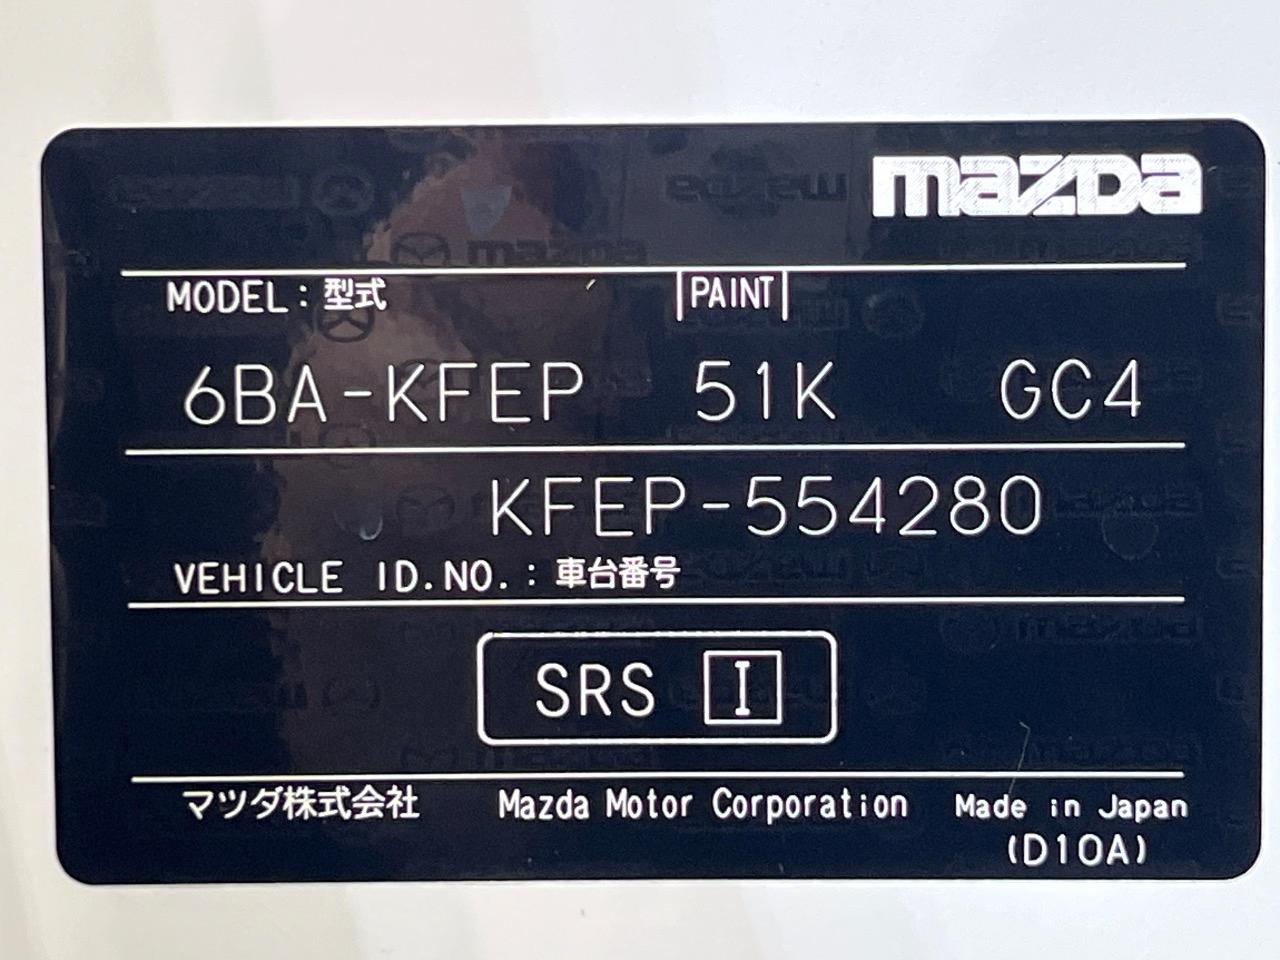 mazda
MODEL: 型式 PAINT
6BA-KFEP 51K GC4
KFEP-554280
VEHICLE ID.NO.: 車台番号
SRS I
マツダ株式会社 Mazda Motor Corporation Made in Japan
(D10A)